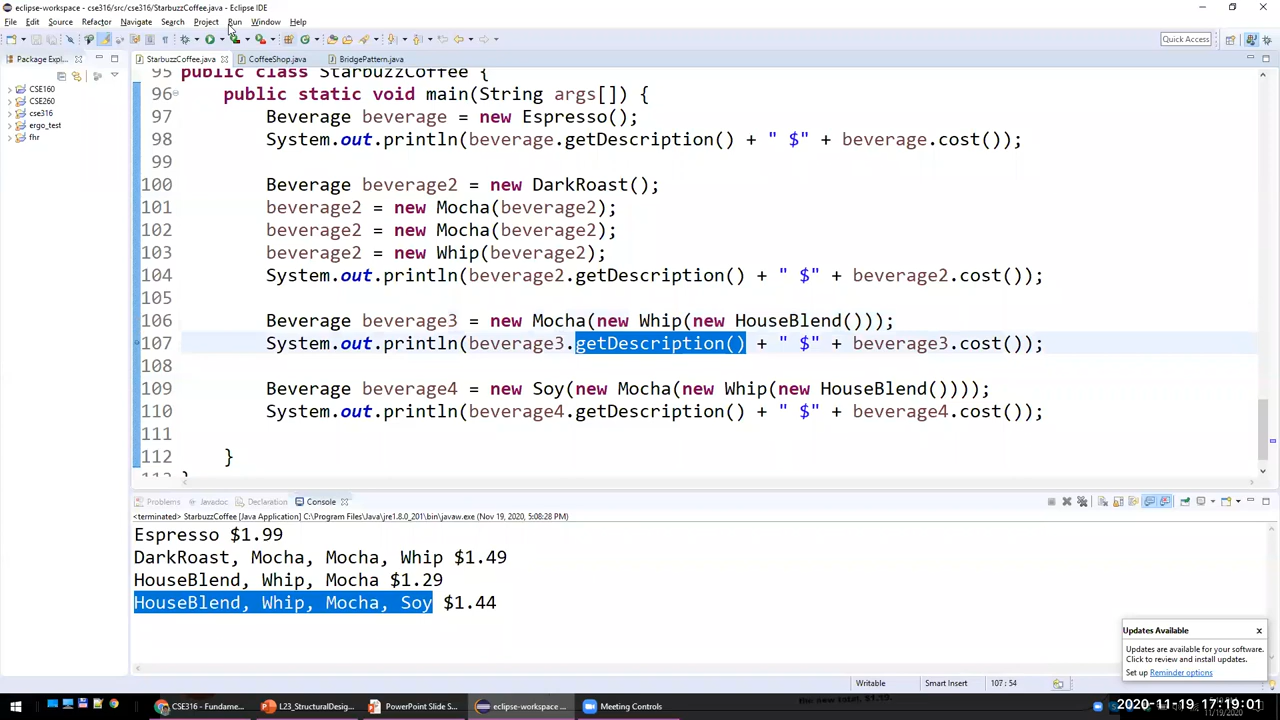 eclipse-workspace - cse316/src/cse316/StarbuzzCoffee.java - Eclipse IDE
File Edit Source Refactor Navigate Search Project Run Window Help
Quick Access
Package Expl...
StarbuzzCoffee.java CoffeeShop.java BridgePattern.java
CSE160
CSE260
cse316
ergo_test
fhr
95 public class StarbuzzCoffee {
96 public static void main(String args[]) {
97 Beverage beverage = new Espresso();
98 System.out.println(beverage.getDescription() + " $" + beverage.cost());
99
100 Beverage beverage2 = new DarkRoast();
101 beverage2 = new Mocha(beverage2);
102 beverage2 = new Mocha(beverage2);
103 beverage2 = new Whip(beverage2);
104 System.out.println(beverage2.getDescription() + " $" + beverage2.cost());
105
106 Beverage beverage3 = new Mocha(new Whip(new HouseBlend()));
107 System.out.println(beverage3.getDescription() + " $" + beverage3.cost());
108
109 Beverage beverage4 = new Soy(new Mocha(new Whip(new HouseBlend())));
110 System.out.println(beverage4.getDescription() + " $" + beverage4.cost());
111
112 }
Problems Javadoc Declaration Console
<terminated> StarbuzzCoffee [Java Application] C:\Program Files\Java\jre1.8.0_201\bin\javaw.exe (Nov 19, 2020, 5:08:28 PM)
Espresso $1.99
DarkRoast, Mocha, Mocha, Whip $1.49
HouseBlend, Whip, Mocha $1.29
HouseBlend, Whip, Mocha, Soy $1.44
Updates Available
Updates are available for your software.
Click to review and install updates.
Set up Reminder options
Writable Smart Insert 107 : 54
CSE316 - Fundame... L23_StructuralDesig... PowerPoint Slide S... eclipse-workspace ... Meeting Controls
2020-11-19 17:19:01
11/19/2020